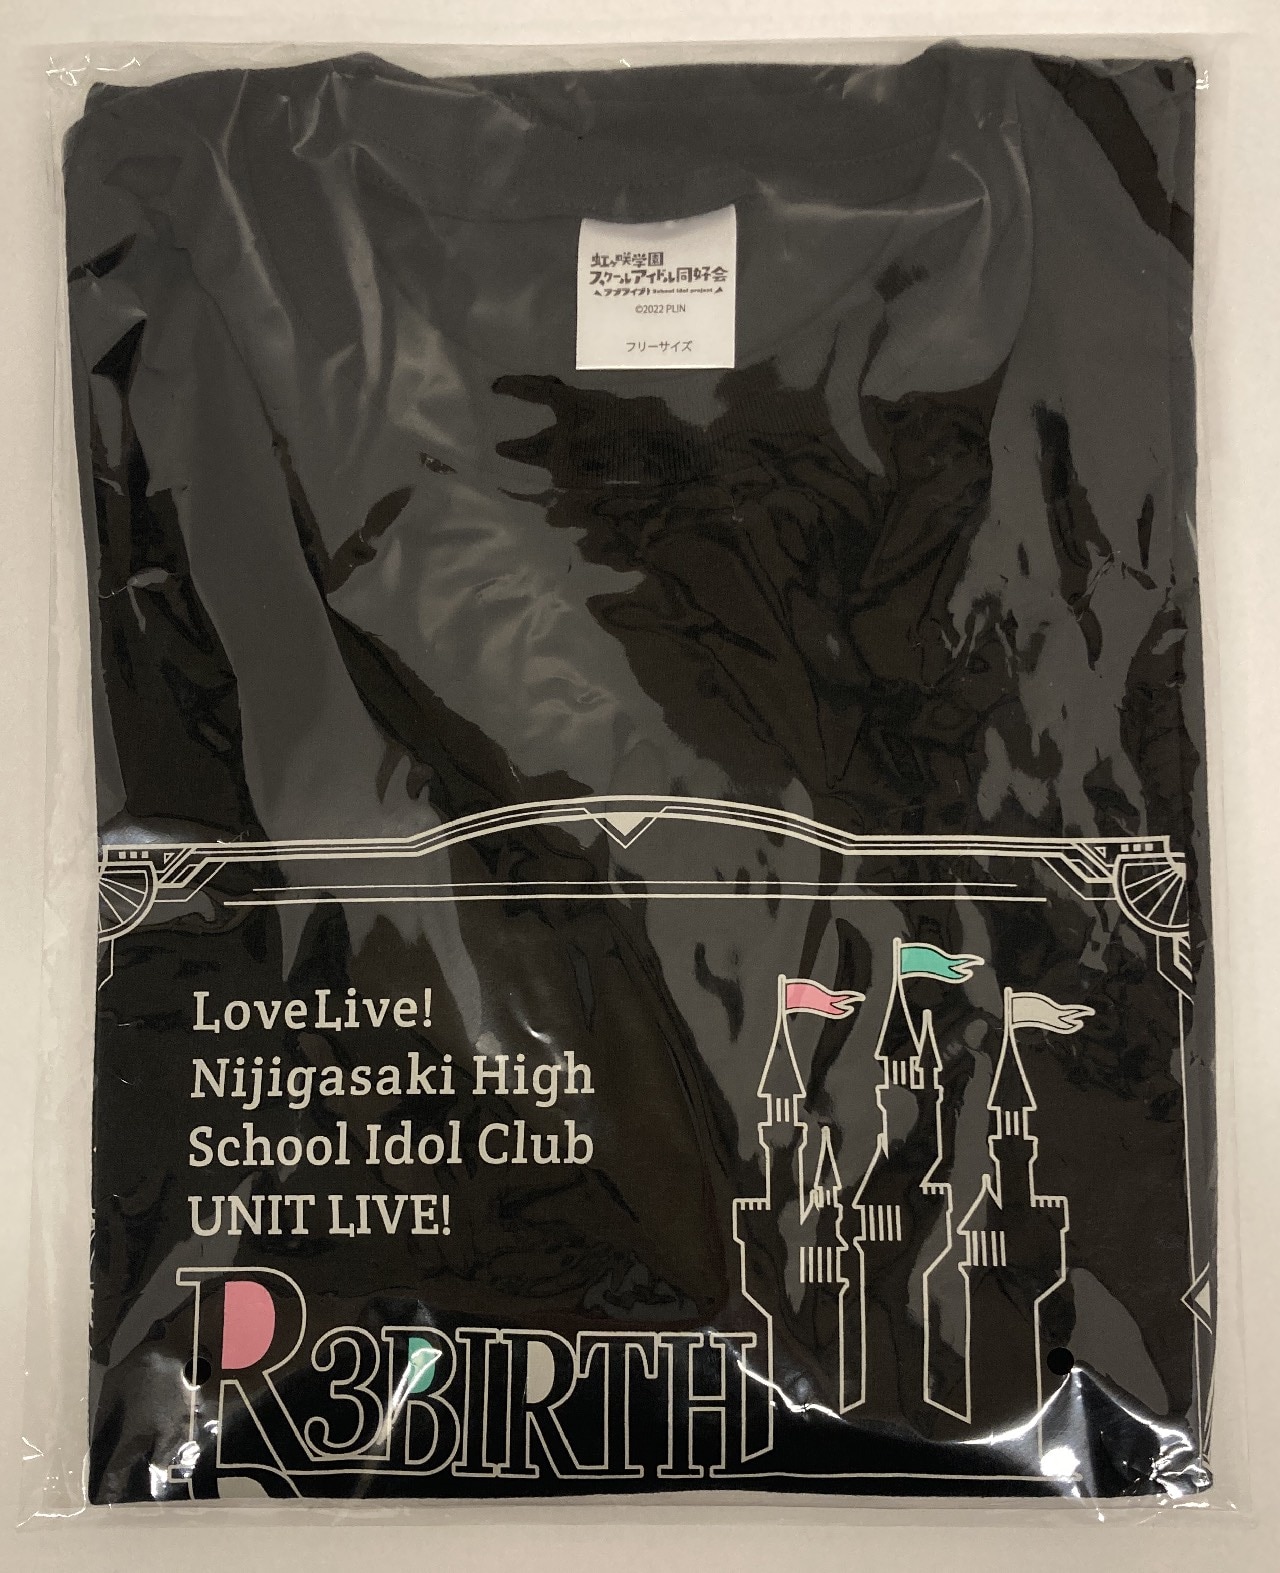 虹ヶ咲学園
スクールアイドル同好会
ラブライブ! School idol project
©2022 PLIN
フリーサイズ
LoveLive!
Nijigasaki High
School Idol Club
UNIT LIVE!
R3BIRTH